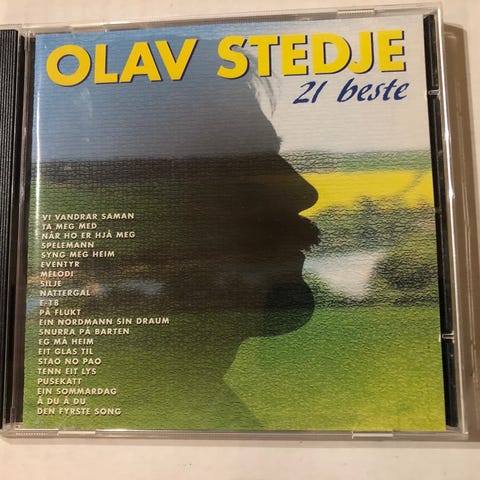 OLAV STEDJE
21 beste
VI VANDRAR SAMAN
TA MEG MED
NÅR HO ER HJÅ MEG
SPELEMANN
SYNG MEG HEIM
EVENTYR
MELODI
SILJE
NATTERGAL
E-18
PÅ FLUKT
EIN NORDMANN SIN DRAUM
SNURRA PÅ BARTEN
EG MÅ HEIM
EIT GLAS TIL
STAO NO PAO
TENN EIT LYS
PUSEKATT
EIN SOMMARDAG
Å DU Å DU
DEN FYRSTE SONG